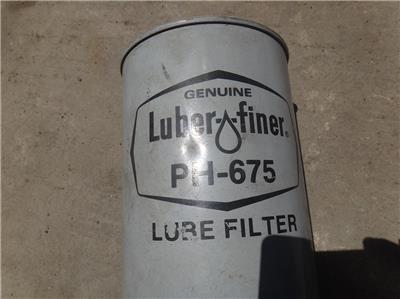 GENUINE
Luber-finer®
PH-675
LUBE FILTER